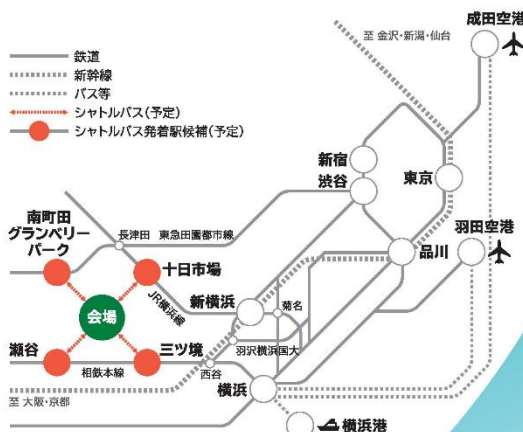 成田空港
至 金沢・新潟・仙台
鉄道
新幹線
バス等
シャトルバス(予定)
シャトルバス発着駅候補(予定)
新宿
渋谷
東京
南町田
グランベリー
パーク
長津田
東急田園都市線
羽田空港
十日市場
品川
JR横浜線
新横浜
菊名
会場
羽沢横浜国大
瀬谷
三ツ境
相鉄本線
西谷
横浜
至 大阪・京都
横浜港